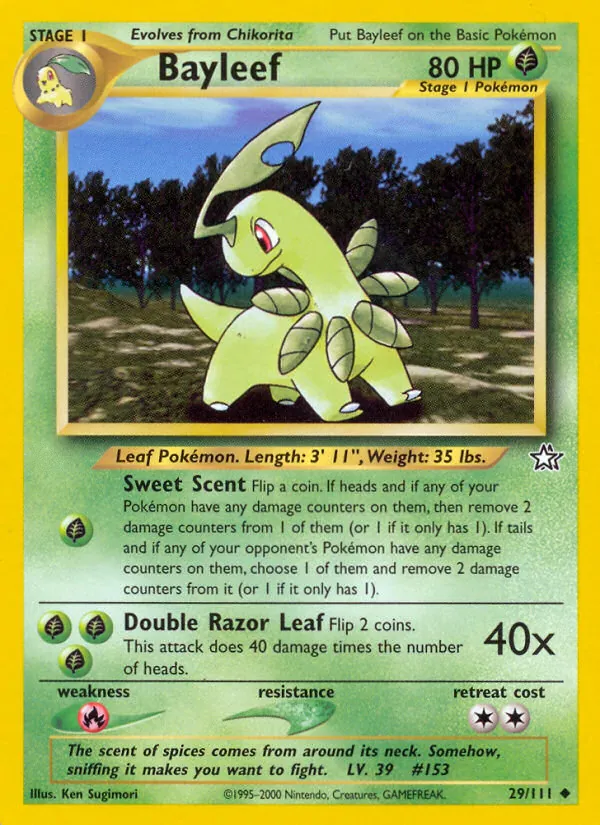 STAGE 1 Evolves from Chikorita Put Bayleef on the Basic Pokémon
Bayleef 80 HP
Stage 1 Pokémon
Leaf Pokémon. Length: 3' 11", Weight: 35 lbs.
Sweet Scent Flip a coin. If heads and if any of your
Pokémon have any damage counters on them, then remove 2
damage counters from 1 of them (or 1 if it only has 1). If tails
and if any of your opponent's Pokémon have any damage
counters on them, choose 1 of them and remove 2 damage
counters from it (or 1 if it only has 1).
Double Razor Leaf Flip 2 coins.
This attack does 40 damage times the number
of heads.
40x
weakness resistance retreat cost
The scent of spices comes from around its neck. Somehow,
sniffing it makes you want to fight. LV. 39 #153
Illus. Ken Sugimori ©1995-2000 Nintendo, Creatures, GAMEFREAK. 29/111